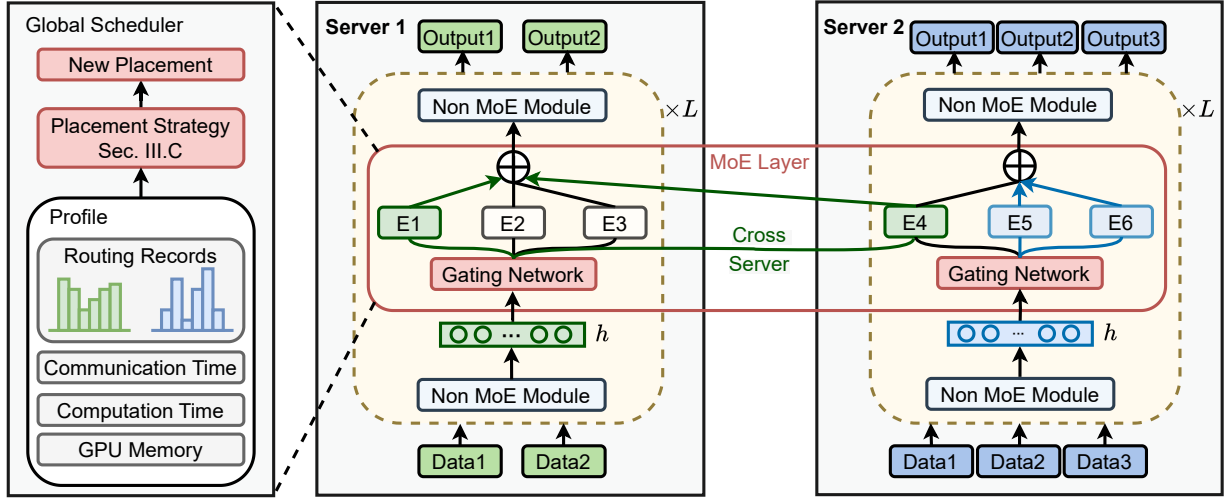 Global Scheduler
New Placement
Placement Strategy
Sec. III.C
Profile
Routing Records
Communication Time
Computation Time
GPU Memory
Server 1
Output1
Output2
Non MoE Module
×L
MoE Layer
E1
E2
E3
Cross
Server
Gating Network
h
Non MoE Module
Data1
Data2
Server 2
Output1
Output2
Output3
Non MoE Module
×L
E4
E5
E6
Gating Network
h
Non MoE Module
Data1
Data2
Data3